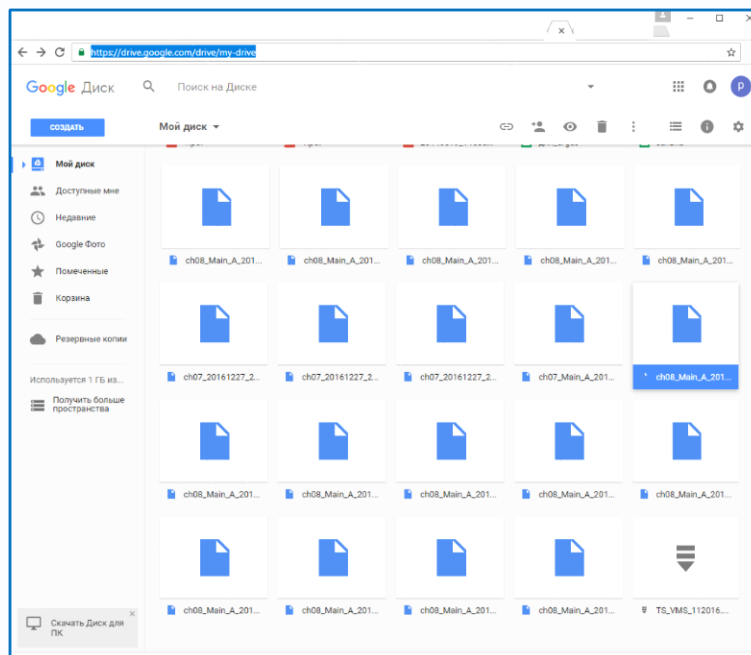 https://drive.google.com/drive/my-drive
Google Диск
Поиск на Диске
p
СОЗДАТЬ
Мой диск
Мой диск
Доступные мне
Недавние
Google Фото
Помеченные
Корзина
Резервные копии
Используется 1 ГБ из...
Получить больше
пространства
ch08_Main_A_201... ch08_Main_A_201... ch08_Main_A_201... ch08_Main_A_201... ch08_Main_A_201...
ch07_20161227_2... ch07_20161227_2... ch07_20161227_2... ch07_Main_A_201... ch08_Main_A_201...
ch08_Main_A_201... ch08_Main_A_201... ch08_Main_A_201... ch08_Main_A_201... ch08_Main_A_201...
ch08_Main_A_201... ch08_Main_A_201... ch08_Main_A_201... ch08_Main_A_201... TS_VMS_112016....
Скачать Диск для
ПК